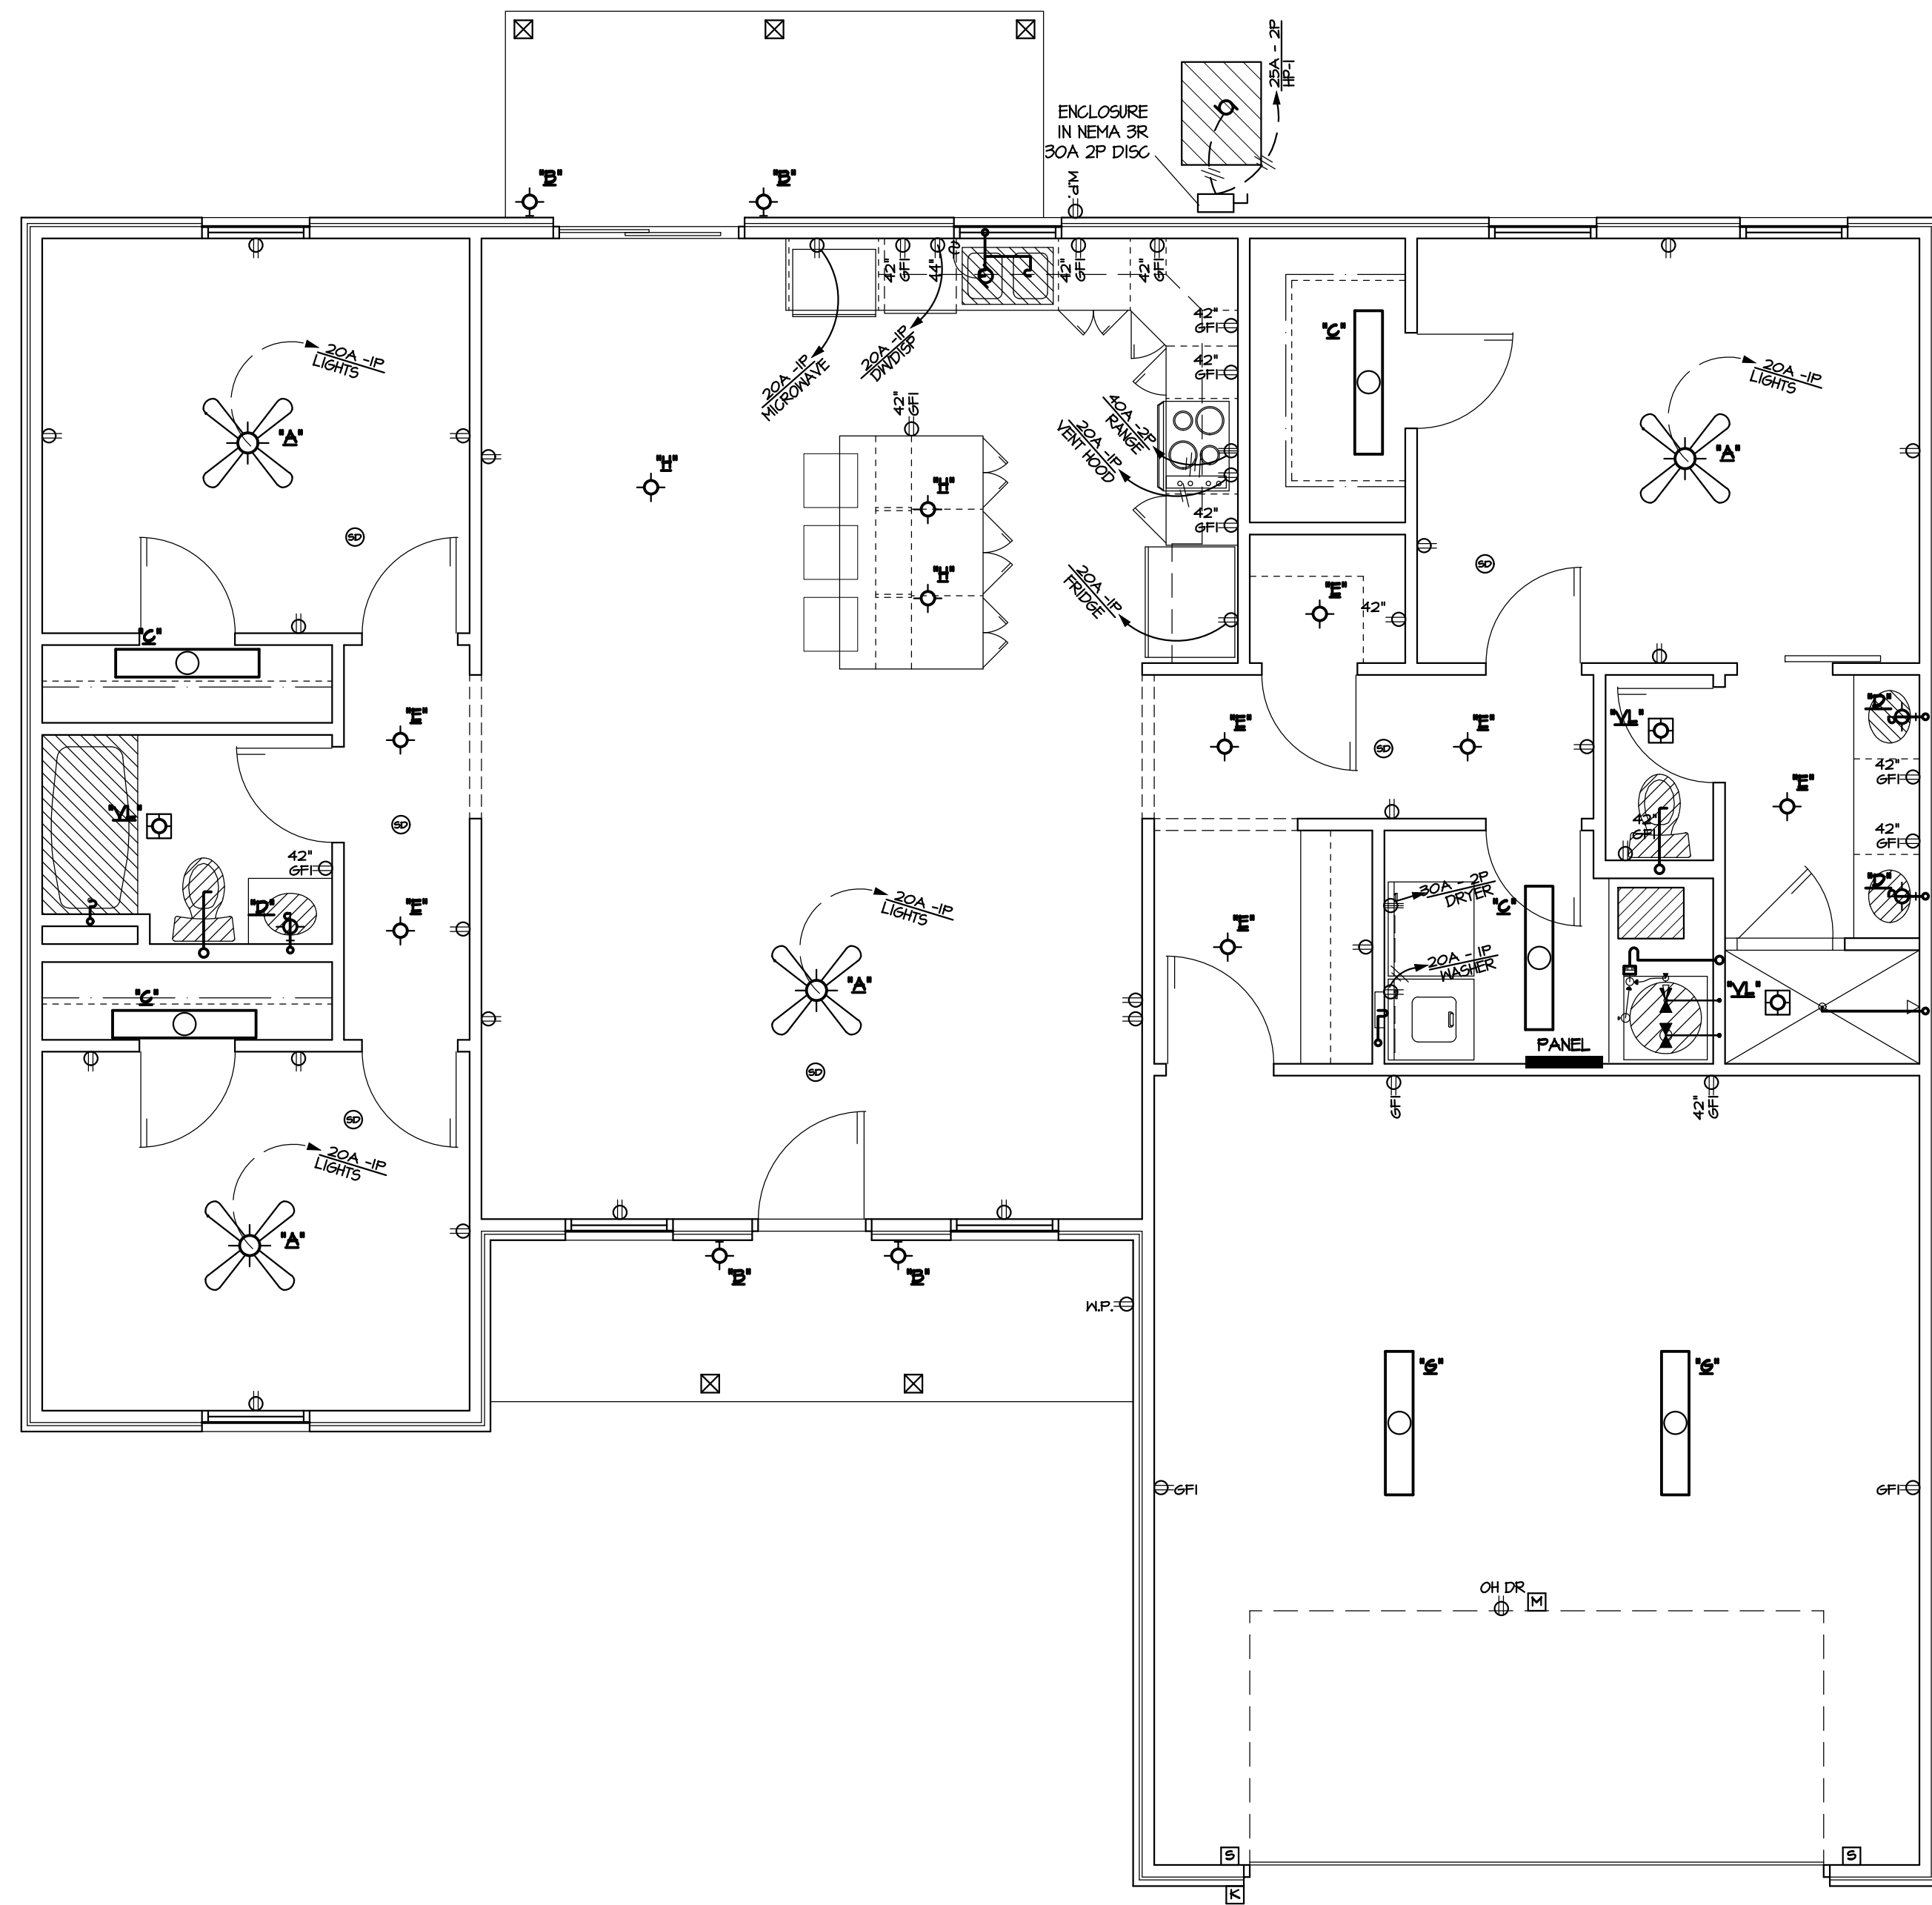 25A - 2P
HP-1
ENCLOSURE
IN NEMA 3R
30A 2P DISC
W.P.
"B"
"B"
42"
GFI
44"
42"
GFI
42"
GFI
42"
GFI
42"
GFI
"C"
20A -1P
LIGHTS
"A"
20A -1P
MICROWAVE
20A -1P
DW/DISP
42"
GFI
40A -2P
RANGE
20A -1P
VENT HOOD
20A -1P
LIGHTS
"A"
"H"
"H"
42"
GFI
SD
SD
"H"
20A -1P
FRIDGE
"E"
42"
"C"
"E"
"E"
"E"
"VL"
"D"
SD
42"
GFI
"E"
"VL"
SD
42"
GFI
42"
GFI
42"
GFI
"D"
"E"
20A -1P
LIGHTS
"E"
30A - 2P
DRYER
"C"
"D"
20A - 1P
WASHER
"C"
"A"
"VL"
PANEL
SD
GFI
42"
GFI
SD
20A -1P
LIGHTS
"A"
"B"
"B"
W.P.
"G"
"G"
GFI
GFI
OH DR
M
S
S
K